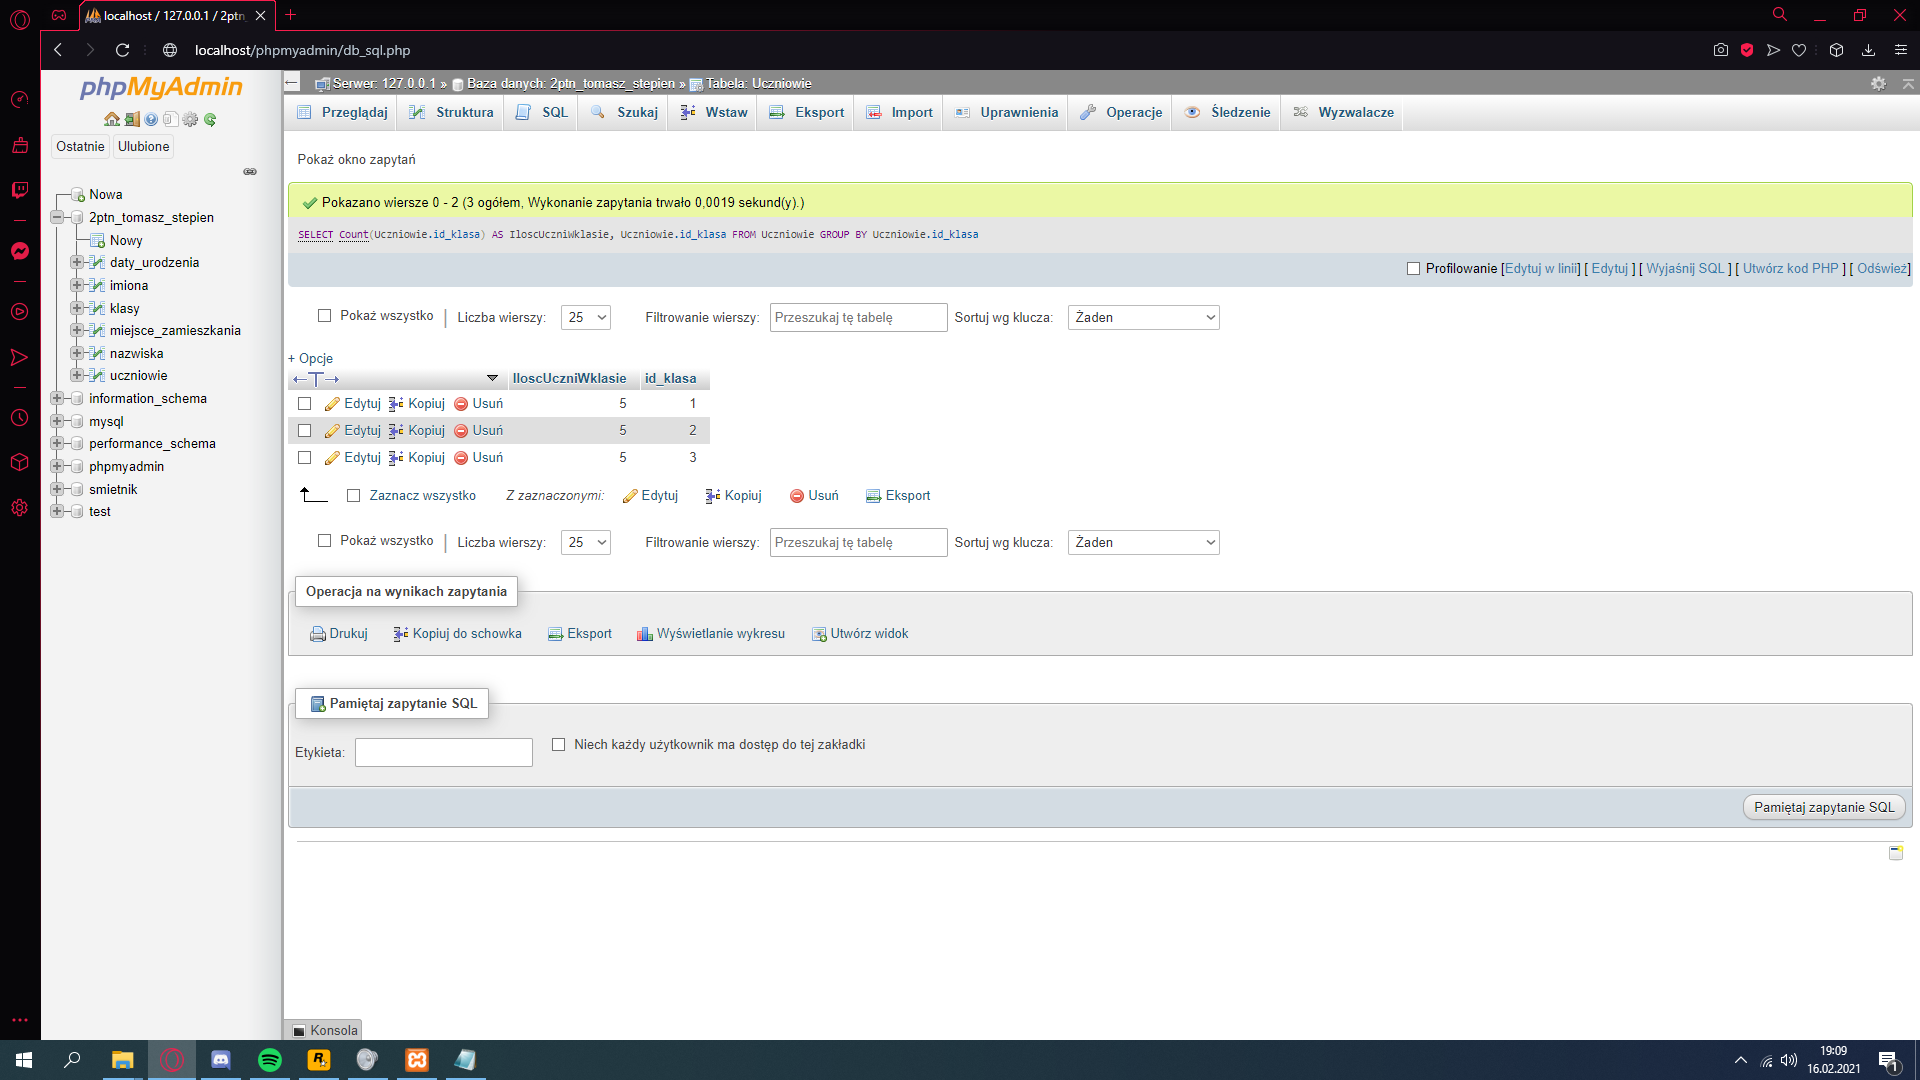 localhost / 127.0.0.1 / 2ptn_
localhost/phpmyadmin/db_sql.php
phpMyAdmin
Ostatnie Ulubione
Nowa
2ptn_tomasz_stepien
Nowy
daty_urodzenia
imiona
klasy
miejsce_zamieszkania
nazwiska
uczniowie
information_schema
mysql
performance_schema
phpmyadmin
smietnik
test
Serwer: 127.0.0.1 » Baza danych: 2ptn_tomasz_stepien » Tabela: Uczniowie
Przeglądaj Struktura SQL Szukaj Wstaw Eksport Import Uprawnienia Operacje Śledzenie Wyzwalacze
Pokaż okno zapytań
Pokazano wiersze 0 - 2 (3 ogółem, Wykonanie zapytania trwało 0,0019 sekund(y).)
SELECT Count(Uczniowie.id_klasa) AS IloscUczniWklasie, Uczniowie.id_klasa FROM Uczniowie GROUP BY Uczniowie.id_klasa
Profilowanie [Edytuj w linii] [ Edytuj ] [ Wyjaśnij SQL ] [ Utwórz kod PHP ] [ Odśwież]
Pokaż wszystko | Liczba wierszy: 25 Filtrowanie wierszy: Przeszukaj tę tabelę Sortuj wg klucza: Żaden
+ Opcje
←T→ IloscUczniWklasie id_klasa
Edytuj Kopiuj Usuń 5 1
Edytuj Kopiuj Usuń 5 2
Edytuj Kopiuj Usuń 5 3
Zaznacz wszystko Z zaznaczonymi: Edytuj Kopiuj Usuń Eksport
Pokaż wszystko | Liczba wierszy: 25 Filtrowanie wierszy: Przeszukaj tę tabelę Sortuj wg klucza: Żaden
Operacja na wynikach zapytania
Drukuj Kopiuj do schowka Eksport Wyświetlanie wykresu Utwórz widok
Pamiętaj zapytanie SQL
Etykieta: Niech każdy użytkownik ma dostęp do tej zakładki
Pamiętaj zapytanie SQL
Konsola
19:09
16.02.2021
1